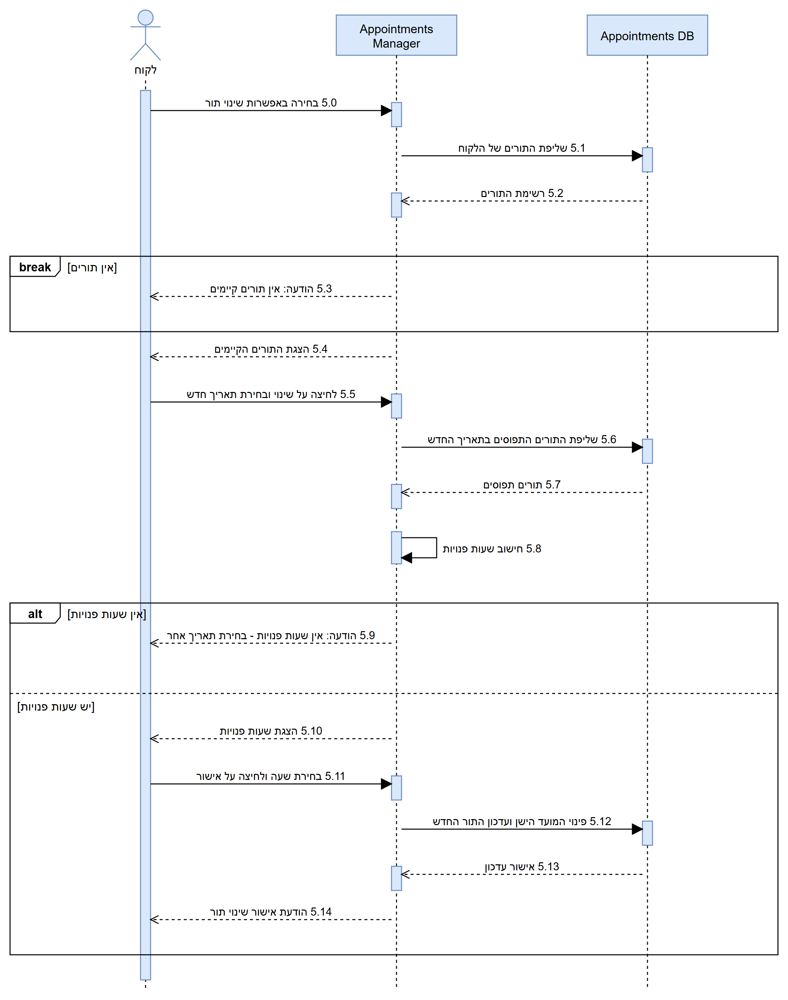 לקוח
Appointments
Manager
Appointments DB
5.0 בחירה באפשרות שינוי תור
5.1 שליפת התורים של הלקוח
5.2 רשימת התורים
break
[אין תורים]
5.3 הודעה: אין תורים קיימים
5.4 הצגת התורים הקיימים
5.5 לחיצה על שינוי ובחירת תאריך חדש
5.6 שליפת התורים התפוסים בתאריך החדש
5.7 תורים תפוסים
5.8 חישוב שעות פנויות
alt
[אין שעות פנויות]
5.9 הודעה: אין שעות פנויות - בחירת תאריך אחר
[יש שעות פנויות]
5.10 הצגת שעות פנויות
5.11 בחירת שעה ולחיצה על אישור
5.12 פינוי המועד הישן ועדכון התור החדש
5.13 אישור עדכון
5.14 הודעת אישור שינוי תור